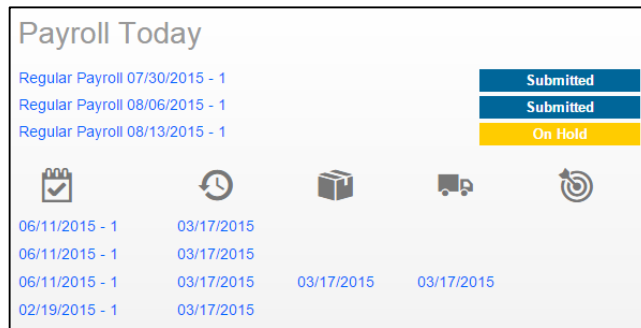 Payroll Today
Regular Payroll 07/30/2015 - 1 Submitted
Regular Payroll 08/06/2015 - 1 Submitted
Regular Payroll 08/13/2015 - 1 On Hold
06/11/2015 - 1 03/17/2015
06/11/2015 - 1 03/17/2015
06/11/2015 - 1 03/17/2015 03/17/2015 03/17/2015
02/19/2015 - 1 03/17/2015